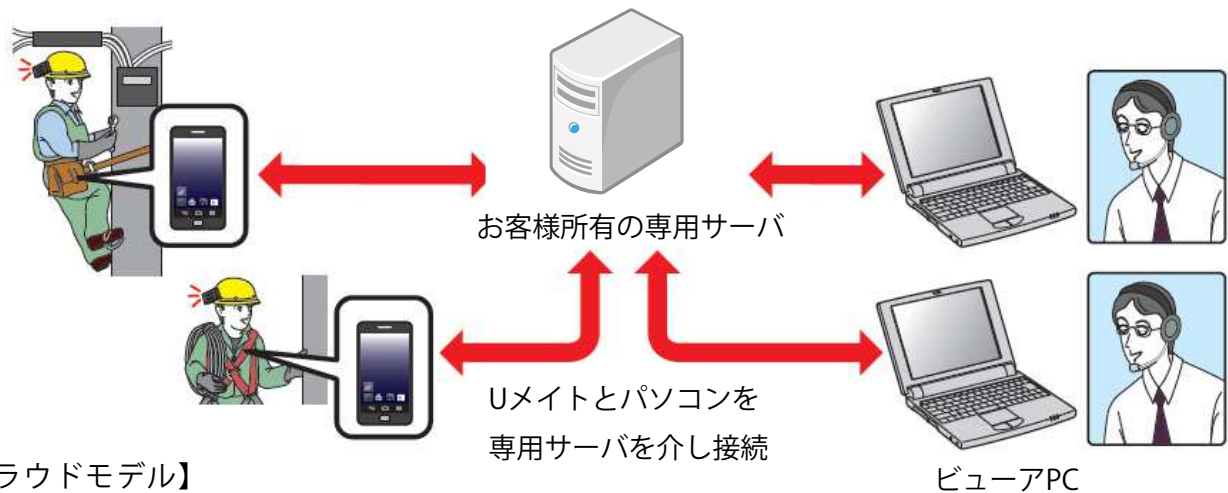 お客様所有の専用サーバ
Uメイトとパソコンを
専用サーバを介し接続
ラウドモデル】
ビューアPC